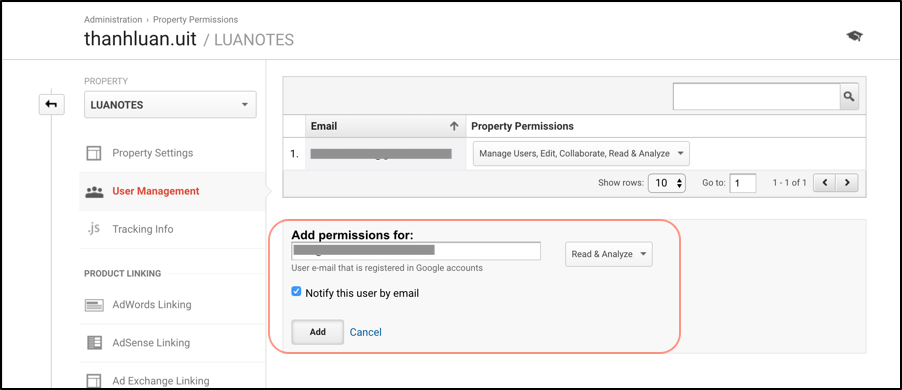 Administration › Property Permissions
thanhluan.uit / LUANOTES
PROPERTY
LUANOTES
Property Settings
User Management
.js Tracking Info
PRODUCT LINKING
AdWords Linking
AdSense Linking
Ad Exchange Linking
Email Property Permissions
1. Manage Users, Edit, Collaborate, Read & Analyze
Show rows: 10 Go to: 1 1 - 1 of 1
Add permissions for:
Read & Analyze
User e-mail that is registered in Google accounts
Notify this user by email
Add Cancel